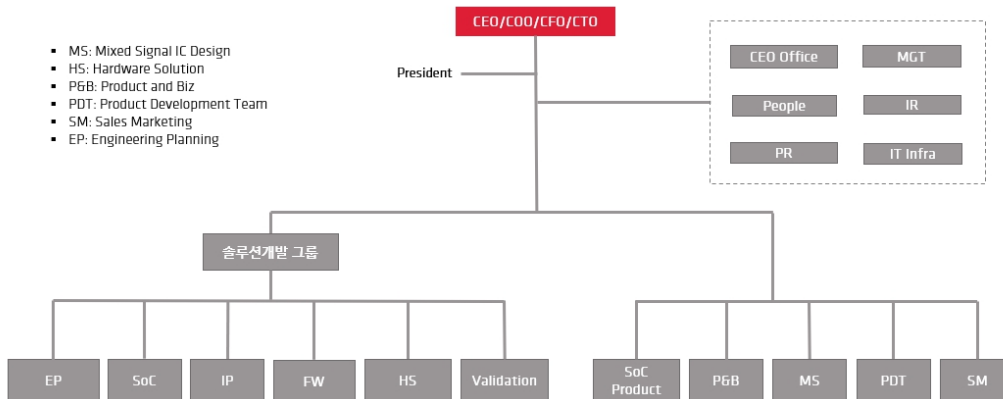 CEO/COO/CFO/CTO
▪ MS: Mixed Signal IC Design
▪ HS: Hardware Solution
▪ P&B: Product and Biz
▪ PDT: Product Development Team
▪ SM: Sales Marketing
▪ EP: Engineering Planning
President
CEO Office
MGT
People
IR
PR
IT Infra
솔루션개발 그룹
EP
SoC
IP
FW
HS
Validation
SoC
Product
P&B
MS
PDT
SM